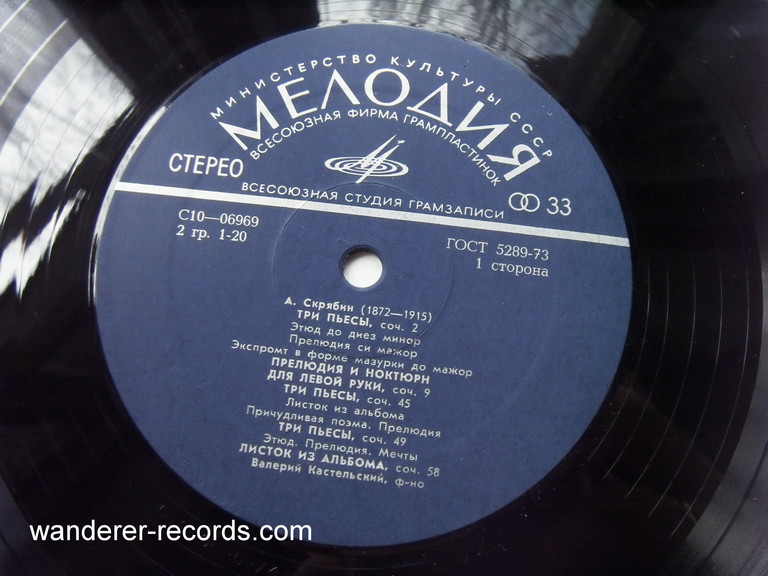 МИНИСТЕРСТВО КУЛЬТУРЫ СССР
МЕЛОДИЯ
ВСЕСОЮЗНАЯ ФИРМА ГРАМПЛАСТИНОК
СТЕРЕО
33
ВСЕСОЮЗНАЯ СТУДИЯ ГРАМЗАПИСИ
С10—06969
2 гр. 1-20
ГОСТ 5289-73
1 сторона
А. Скрябин (1872—1915)
ТРИ ПЬЕСЫ, соч. 2
Этюд до диез минор
Прелюдия си мажор
Экспромт в форме мазурки до мажор
ПРЕЛЮДИЯ И НОКТЮРН
ДЛЯ ЛЕВОЙ РУКИ, соч. 9
ТРИ ПЬЕСЫ, соч. 45
Листок из альбома
Причудливая поэма. Прелюдия
ТРИ ПЬЕСЫ, соч. 49
Этюд. Прелюдия. Мечты
ЛИСТОК ИЗ АЛЬБОМА, соч. 58
Валерий Кастельский, ф-но
wanderer-records.com